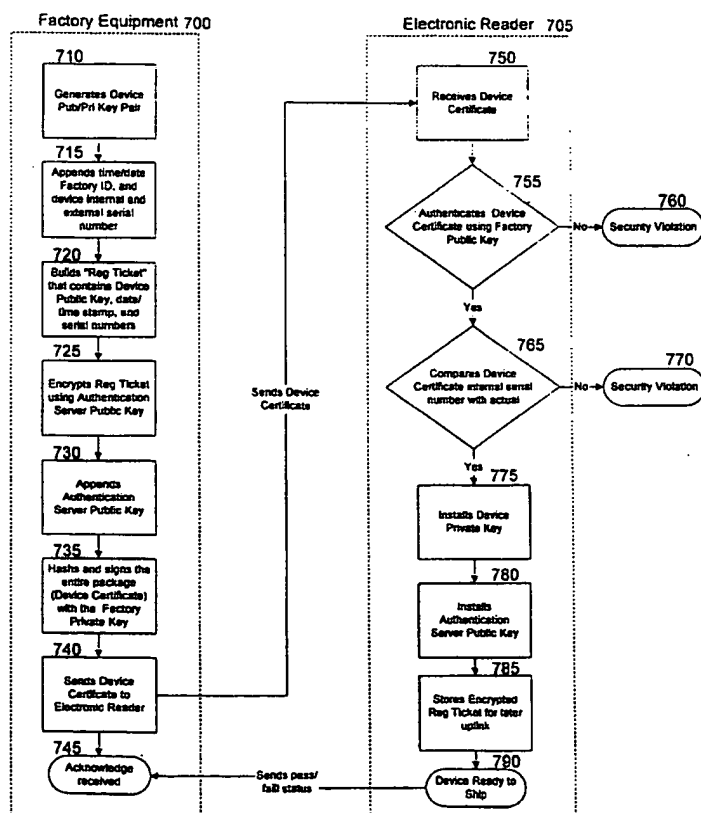 Factory Equipment 700
710
Generates Device
Pub/Pri Key Pair
715
Appends time/date
Factory ID, and
device internal and
external serial
number
720
Builds "Reg Ticket"
that contains Device
Public Key, data/
time stamp, and
serial numbers
725
Encrypts Reg Ticket
using Authentication
Server Public Key
730
Appends
Authentication
Server Public Key
735
Hashs and signs the
entire package
(Device Certificate)
with the Factory
Private Key
740
Sends Device
Certificate to
Electronic Reader
745
Acknowledge
received
Sends Device
Certificate
Sends pass/
faild status
Electronic Reader 705
750
Receives Device
Certificate
755
Authenticates Device
Certificate using Factory
Public Key
No
760
Security Violation
Yes
765
Compares Device
Certificate internal serial
number with actual
No
770
Security Violation
Yes
775
Installs Device
Private Key
780
Installs
Authentication
Server Public Key
785
Stores Encrypted
Reg Ticket for later
uplink
790
Device Ready to
Ship